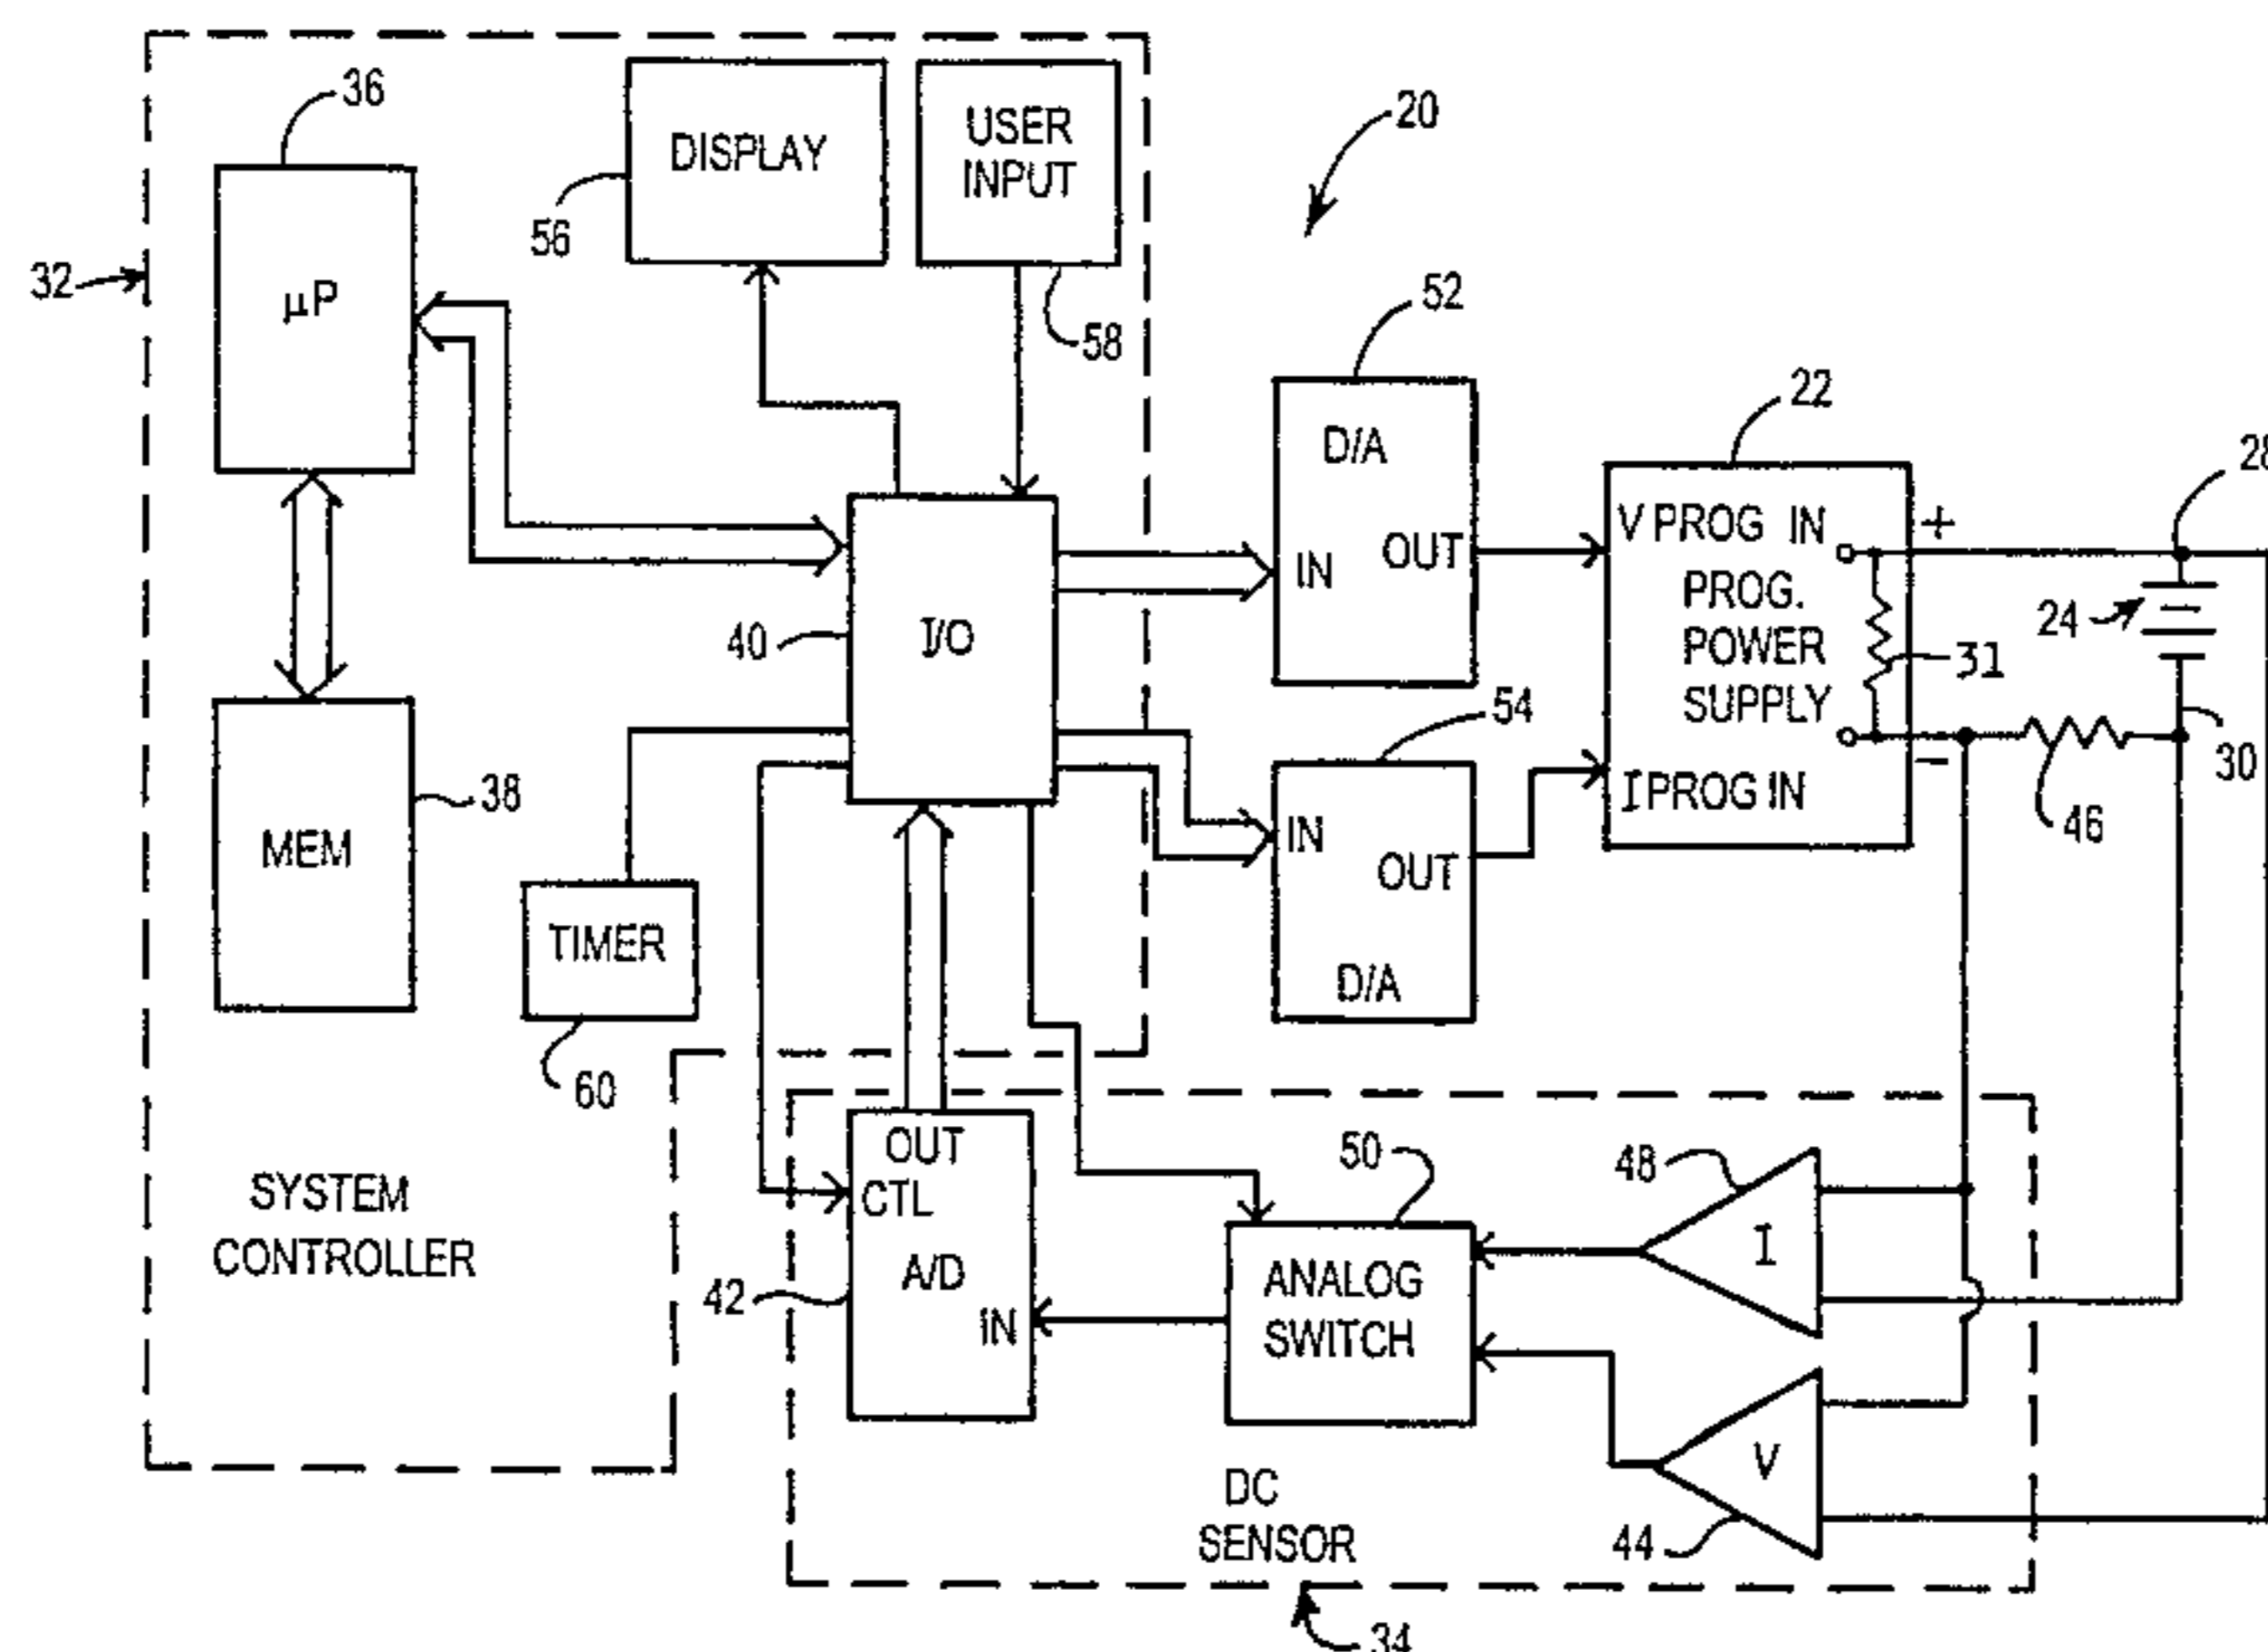 36
DISPLAY
USER
INPUT
20
56
32
µP
58
52
22
28
D/A
V PROG IN
+
OUT
IN
PROG.
24
40
I/O
POWER
31
SUPPLY
54
-
30
38
I PROG IN
46
MEM
IN
OUT
TIMER
D/A
60
OUT
50
48
SYSTEM
CONTROLLER
CTL
A/D
ANALOG
SWITCH
I
42
IN
V
DC
SENSOR
44
34